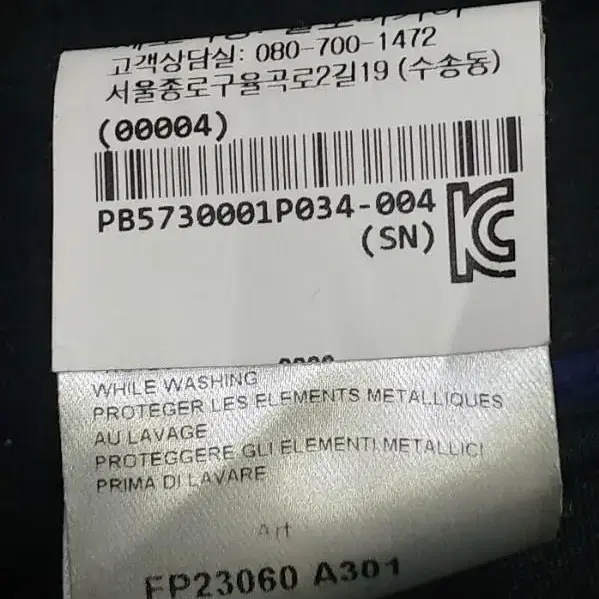 고객상담실: 080-700-1472
서울종로구율곡로2길19 (수송동)
(00004)
PB5730001P034-004
(SN)
KC
WHILE WASHING
PROTEGER LES ELEMENTS METALLIQUES
AU LAVAGE
PROTEGGERE GLI ELEMENTI METALLICI
PRIMA DI LAVARE
Art
FP23060 A301